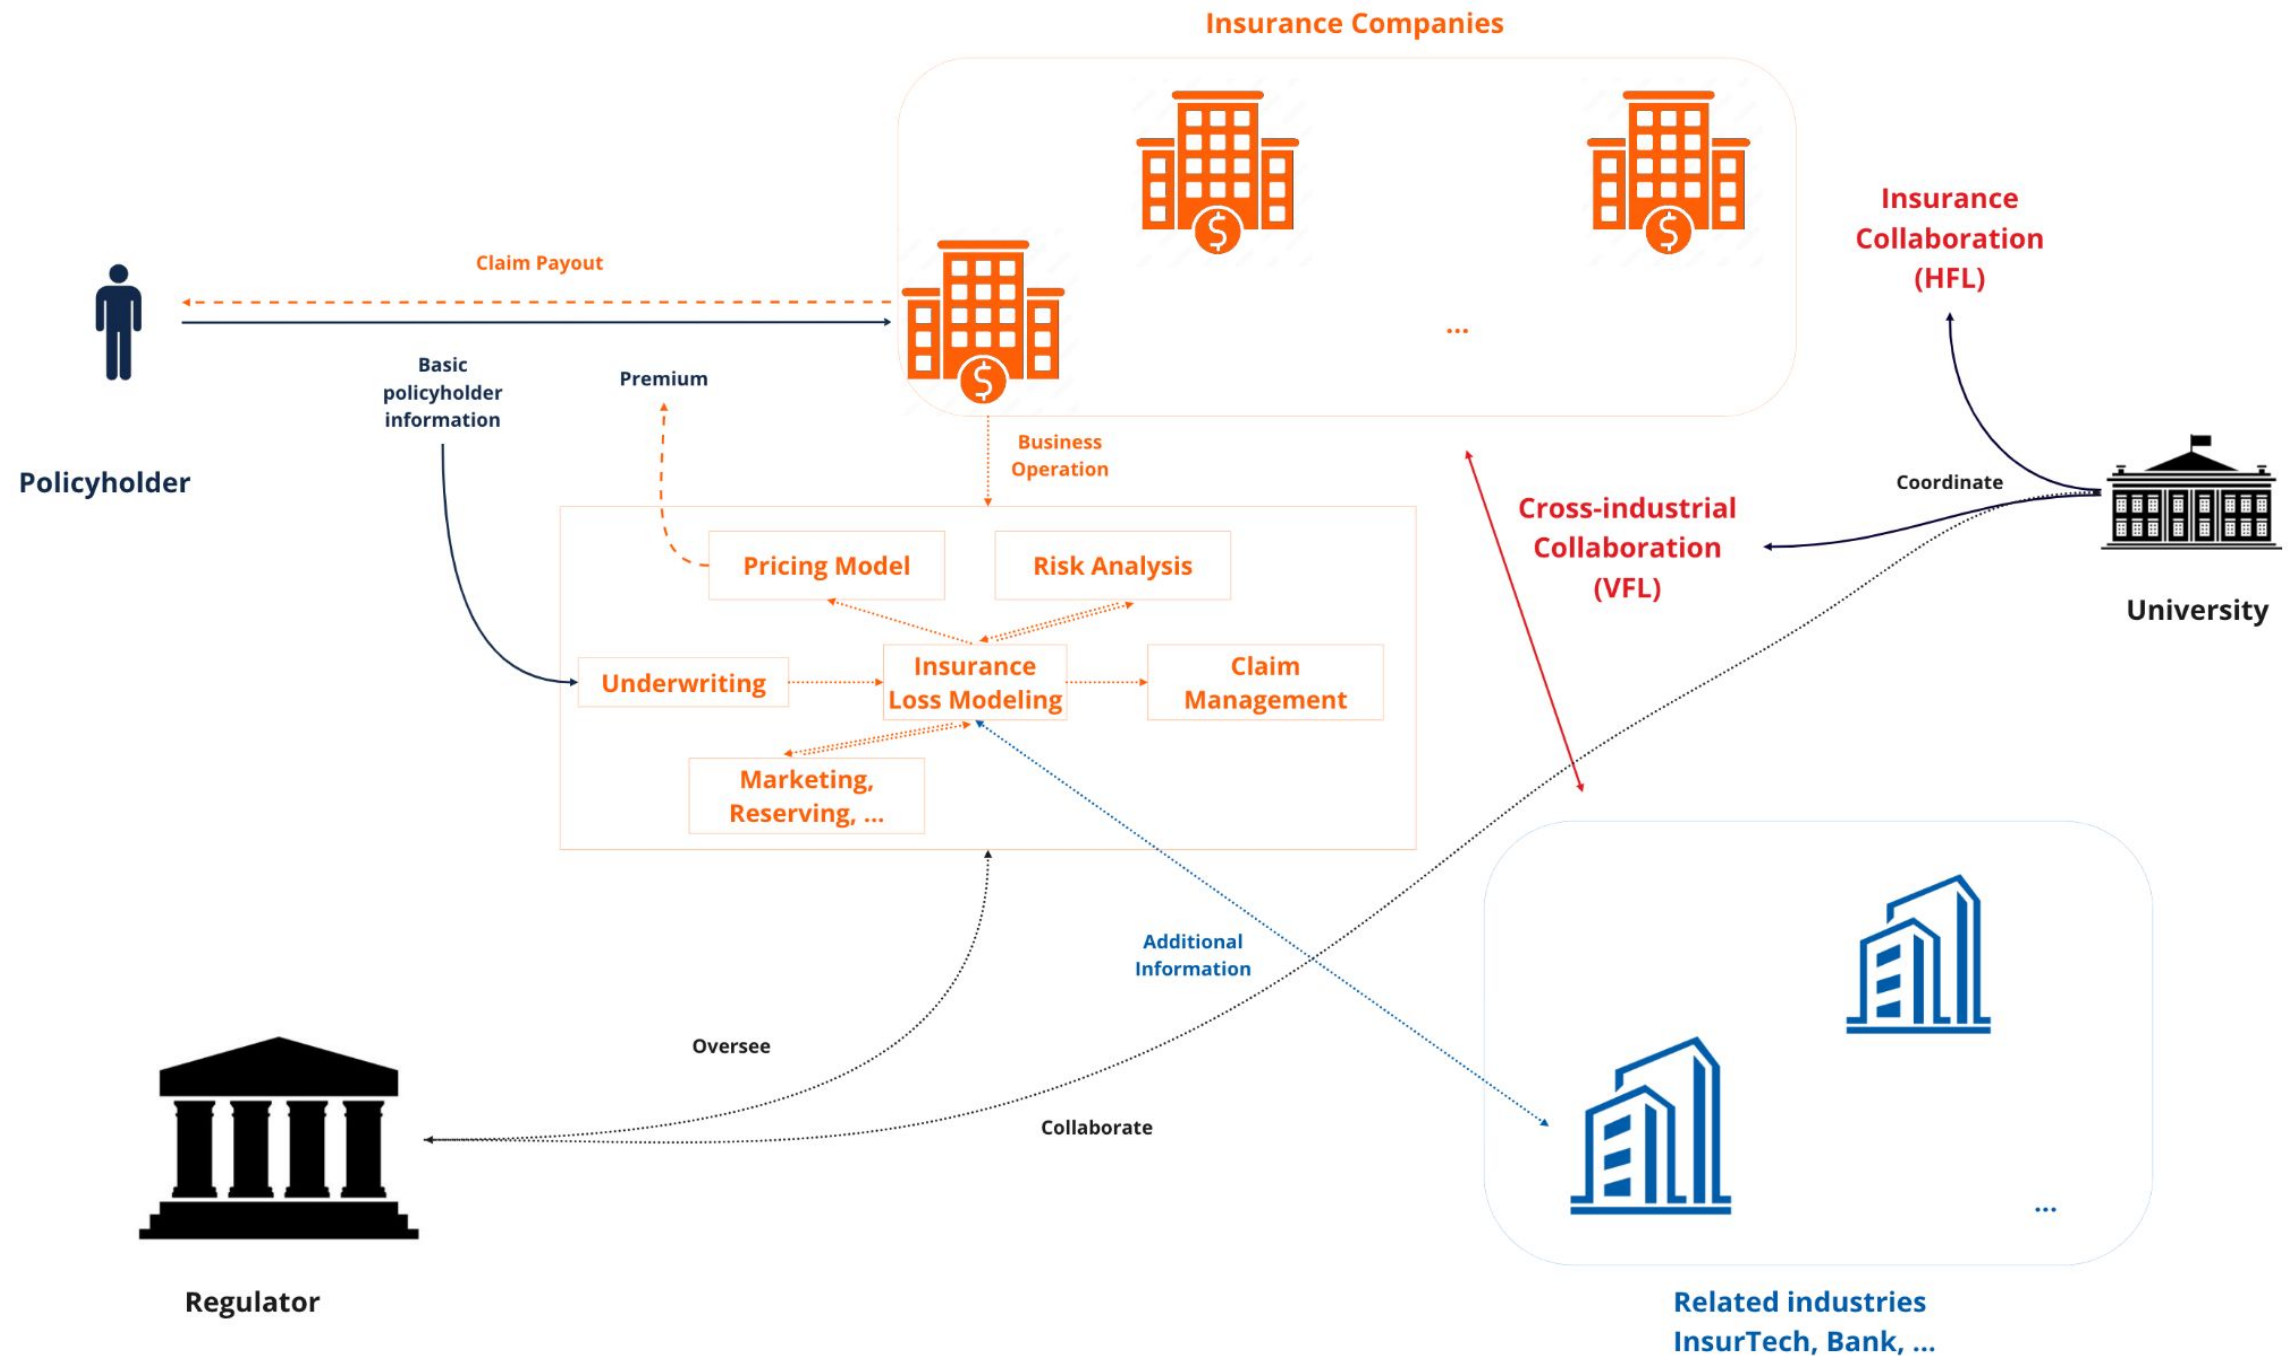 Insurance Companies
Insurance
Collaboration
(HFL)
Claim Payout
Basic
policyholder
information
Premium
Policyholder
Business
Operation
Coordinate
Cross-industrial
Collaboration
(VFL)
University
Pricing Model
Risk Analysis
Underwriting
Insurance
Loss Modeling
Claim
Management
Marketing,
Reserving, ...
Additional
Information
Oversee
Collaborate
...
...
Regulator
Related industries
InsurTech, Bank, ...